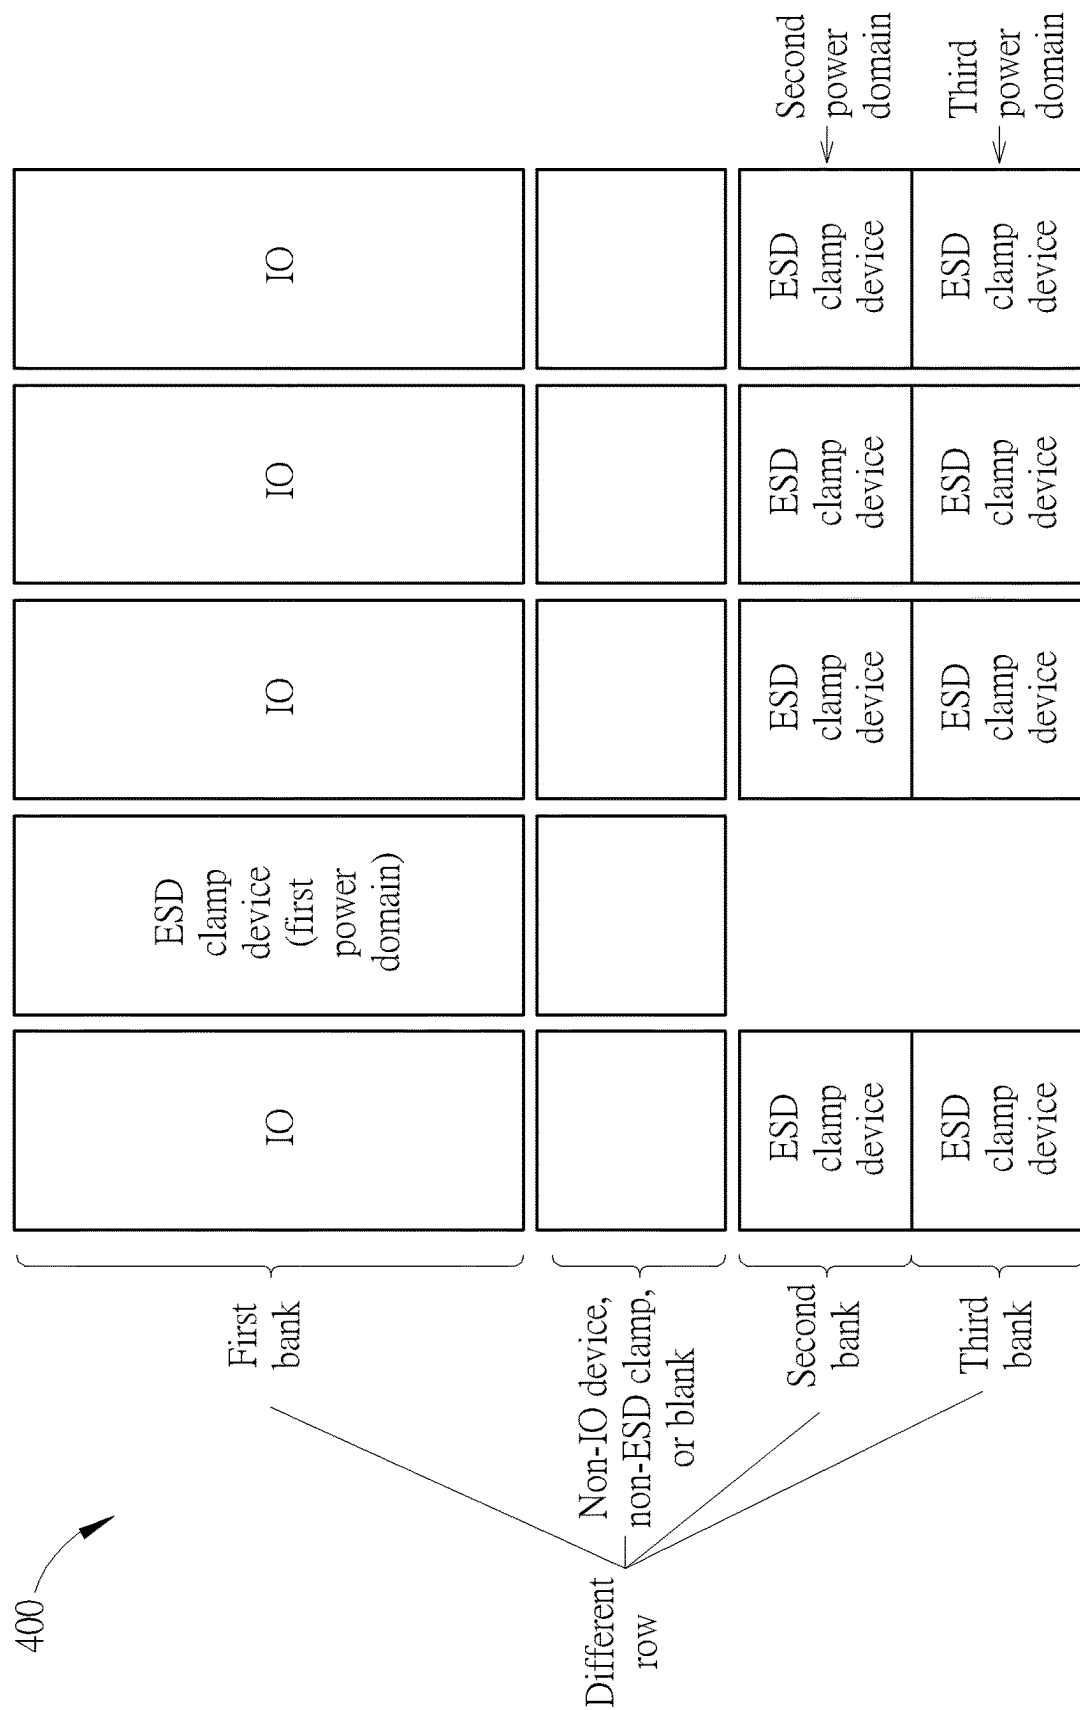 400
First
bank
IO
ESD
clamp
device
(first
power
domain)
IO
IO
IO
Different
row
Non-IO device,
non-ESD clamp,
or blank
Second
bank
ESD
clamp
device
ESD
clamp
device
ESD
clamp
device
ESD
clamp
device
Second
power
domain
Third
bank
ESD
clamp
device
ESD
clamp
device
ESD
clamp
device
ESD
clamp
device
Third
power
domain